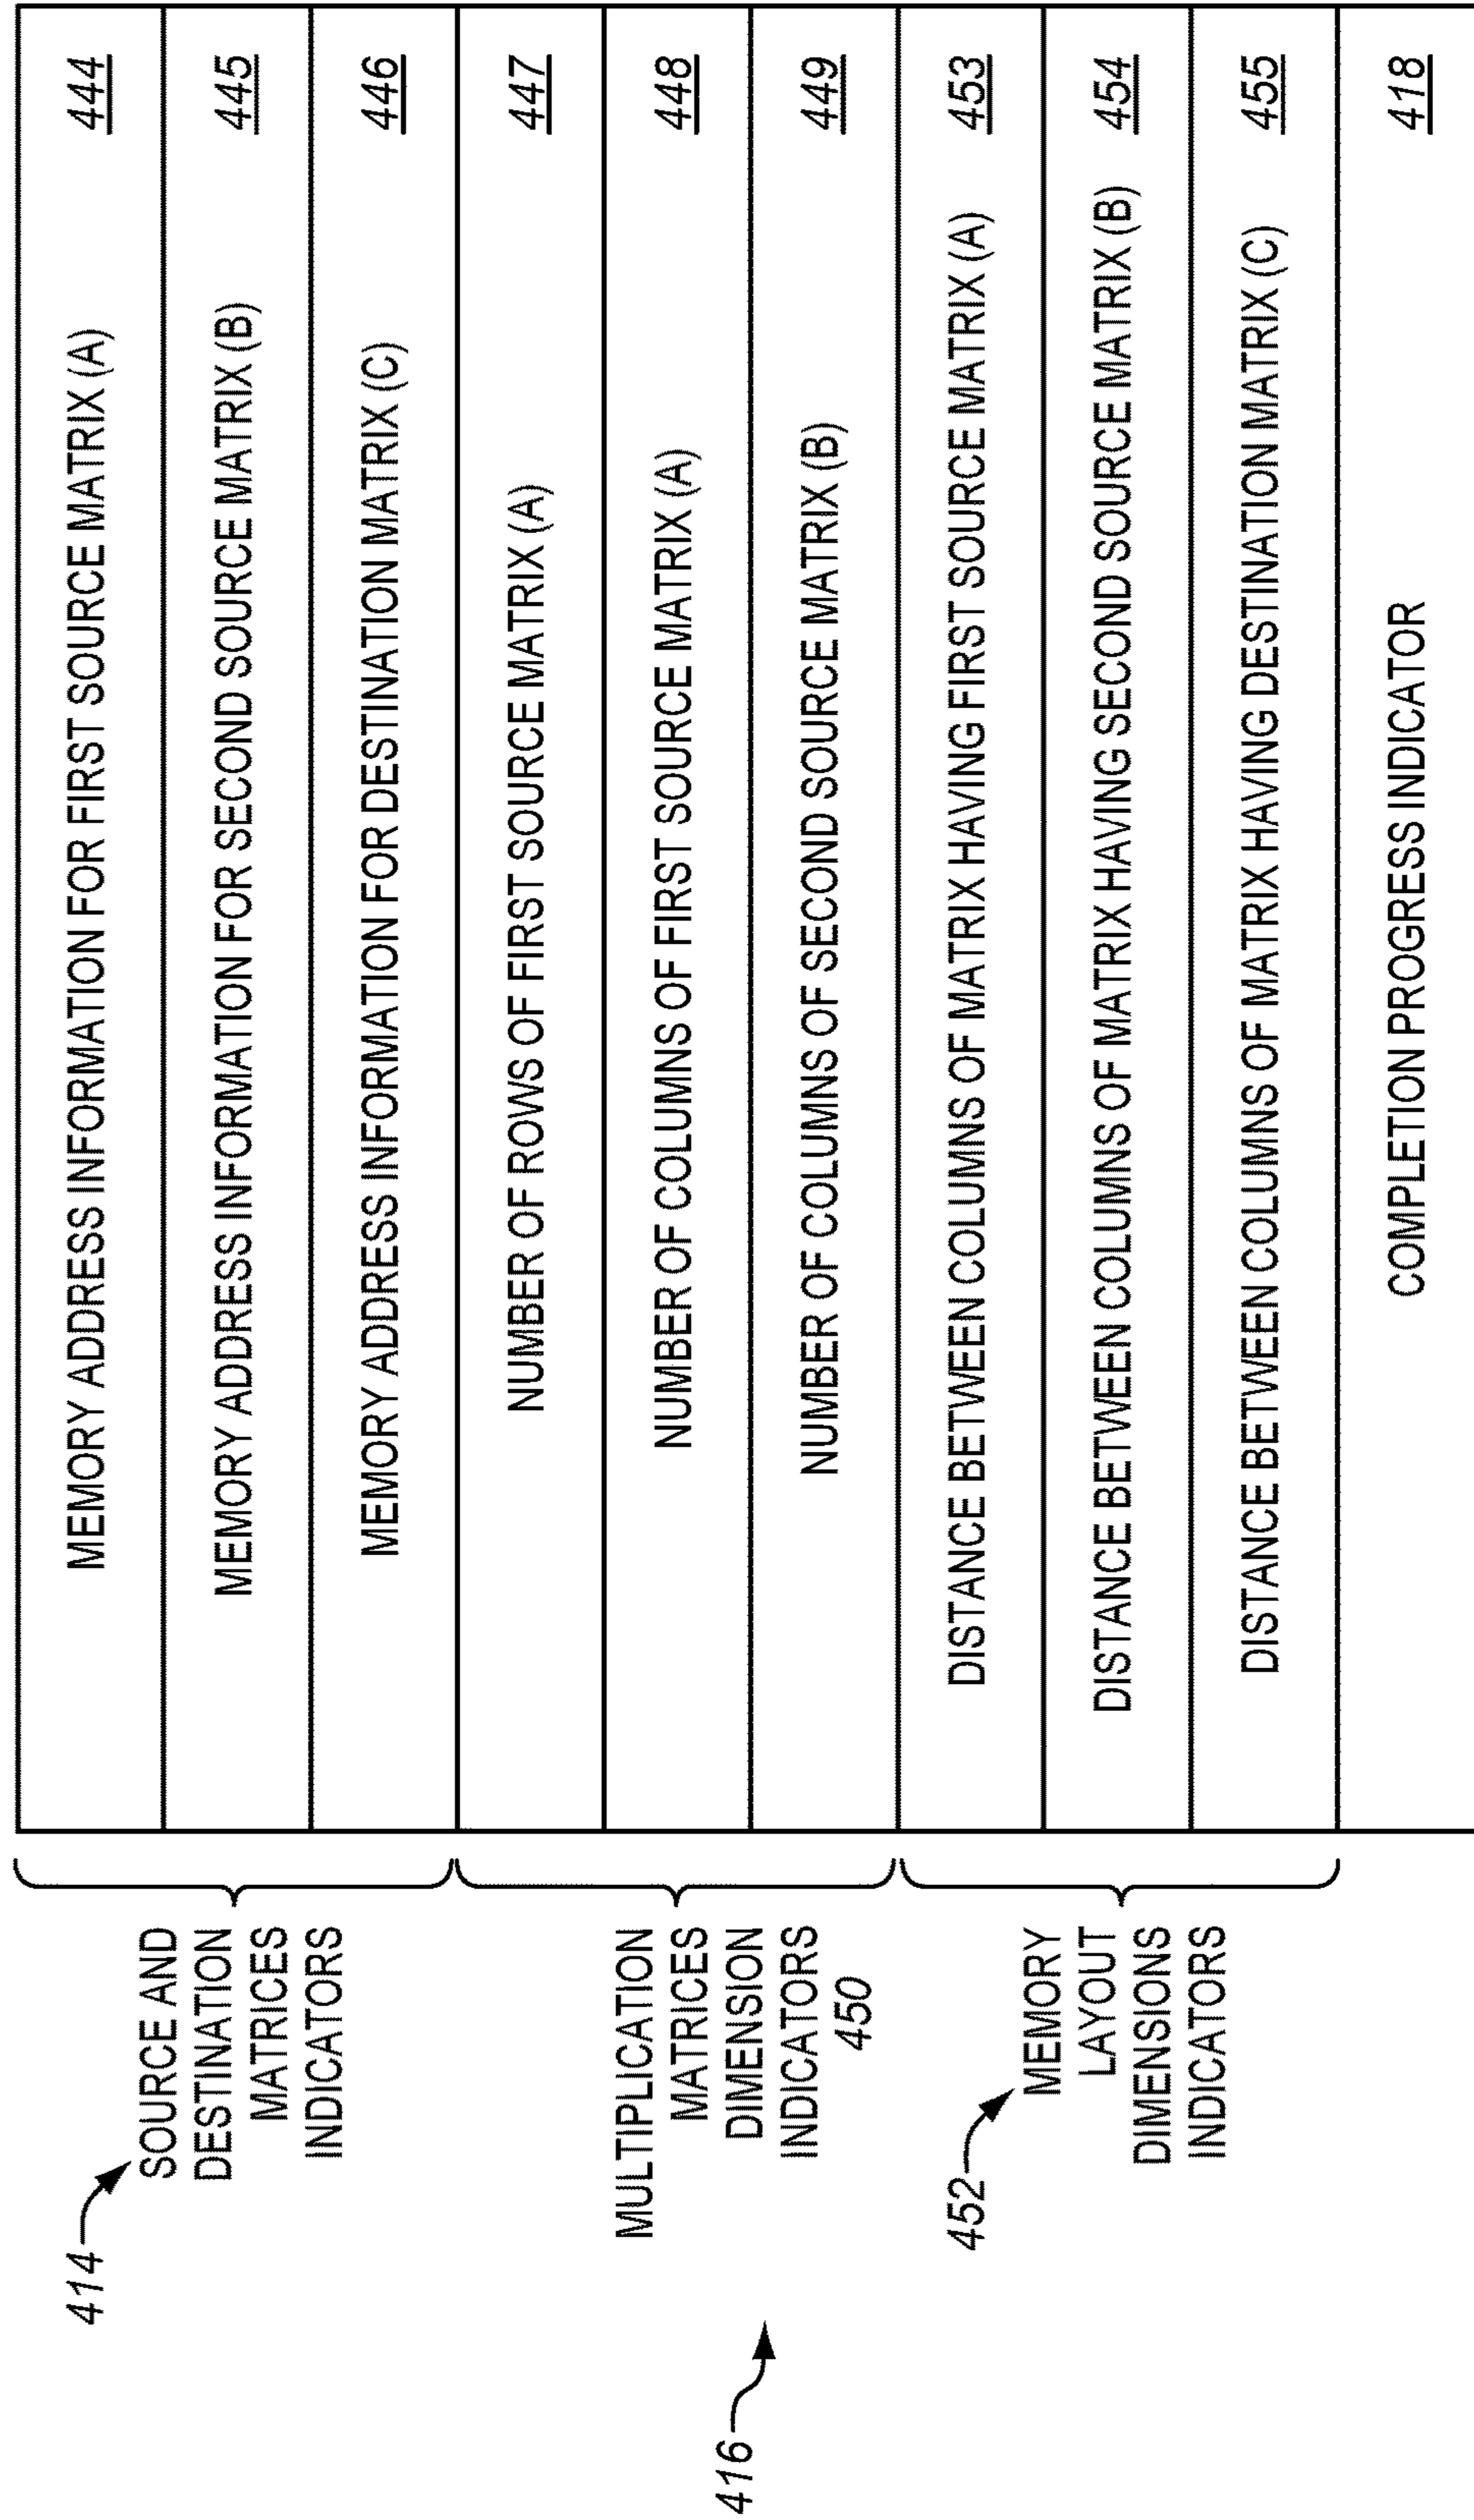 414
SOURCE AND
DESTINATION
MATRICES
INDICATORS
MEMORY ADDRESS INFORMATION FOR FIRST SOURCE MATRIX (A) 444
MEMORY ADDRESS INFORMATION FOR SECOND SOURCE MATRIX (B) 445
MEMORY ADDRESS INFORMATION FOR DESTINATION MATRIX (C) 446
416
MULTIPLICATION
MATRICES
DIMENSION
INDICATORS
450
NUMBER OF ROWS OF FIRST SOURCE MATRIX (A) 447
NUMBER OF COLUMNS OF FIRST SOURCE MATRIX (A) 448
NUMBER OF COLUMNS OF SECOND SOURCE MATRIX (B) 449
452
MEMORY
LAYOUT
DIMENSIONS
INDICATORS
DISTANCE BETWEEN COLUMNS OF MATRIX HAVING FIRST SOURCE MATRIX (A) 453
DISTANCE BETWEEN COLUMNS OF MATRIX HAVING SECOND SOURCE MATRIX (B) 454
DISTANCE BETWEEN COLUMNS OF MATRIX HAVING DESTINATION MATRIX (C) 455
COMPLETION PROGRESS INDICATOR 418